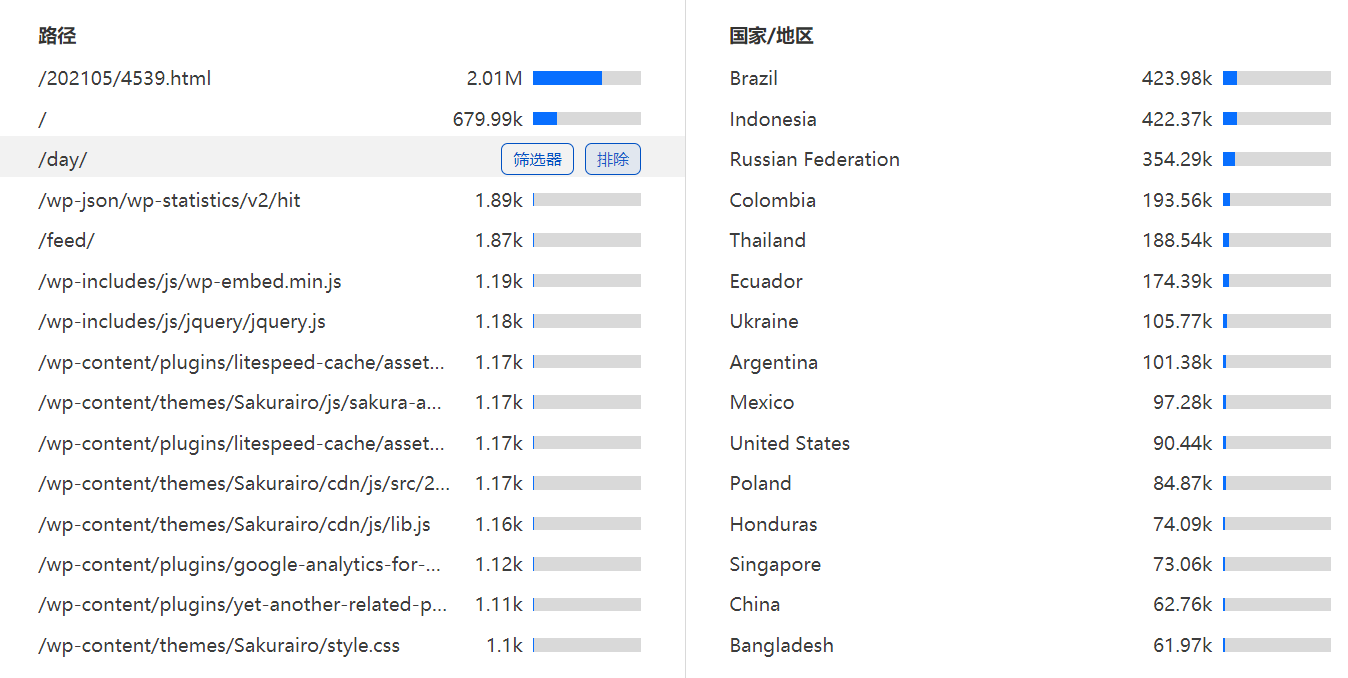 路径
/202105/4539.html 2.01M
/ 679.99k
/day/ 筛选器 排除
/wp-json/wp-statistics/v2/hit 1.89k
/feed/ 1.87k
/wp-includes/js/wp-embed.min.js 1.19k
/wp-includes/js/jquery/jquery.js 1.18k
/wp-content/plugins/litespeed-cache/asset... 1.17k
/wp-content/themes/Sakurairo/js/sakura-a... 1.17k
/wp-content/plugins/litespeed-cache/asset... 1.17k
/wp-content/themes/Sakurairo/cdn/js/src/2... 1.17k
/wp-content/themes/Sakurairo/cdn/js/lib.js 1.16k
/wp-content/plugins/google-analytics-for-... 1.12k
/wp-content/plugins/yet-another-related-p... 1.11k
/wp-content/themes/Sakurairo/style.css 1.1k
国家/地区
Brazil 423.98k
Indonesia 422.37k
Russian Federation 354.29k
Colombia 193.56k
Thailand 188.54k
Ecuador 174.39k
Ukraine 105.77k
Argentina 101.38k
Mexico 97.28k
United States 90.44k
Poland 84.87k
Honduras 74.09k
Singapore 73.06k
China 62.76k
Bangladesh 61.97k